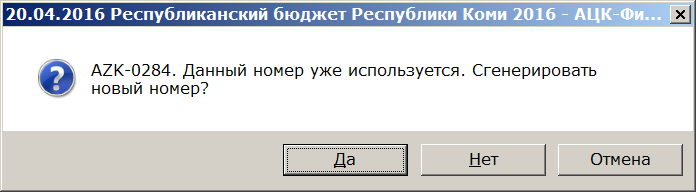 20.04.2016 Республиканский бюджет Республики Коми 2016 - АЦК-Фи...
AZK-0284. Данный номер уже используется. Сгенерировать
новый номер?
Да
Нет
Отмена